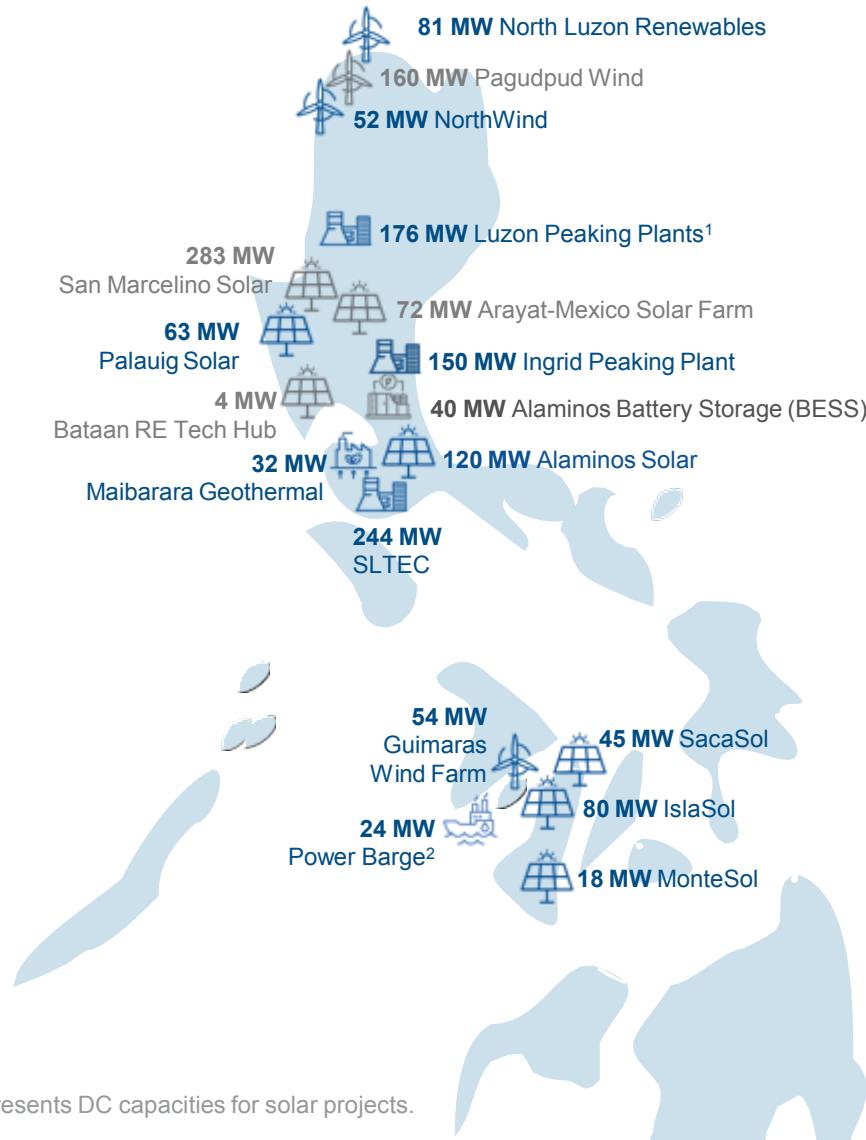 81 MW North Luzon Renewables
160 MW Pagudpud Wind
52 MW NorthWind
176 MW Luzon Peaking Plants¹
283 MW
San Marcelino Solar
72 MW Arayat-Mexico Solar Farm
63 MW
Palauig Solar
150 MW Ingrid Peaking Plant
4 MW
Bataan RE Tech Hub
40 MW Alaminos Battery Storage (BESS)
32 MW
Maibarara Geothermal
120 MW Alaminos Solar
244 MW
SLTEC
54 MW
Guimaras
Wind Farm
45 MW SacaSol
80 MW IslaSol
24 MW
Power Barge²
18 MW MonteSol
resents DC capacities for solar projects.